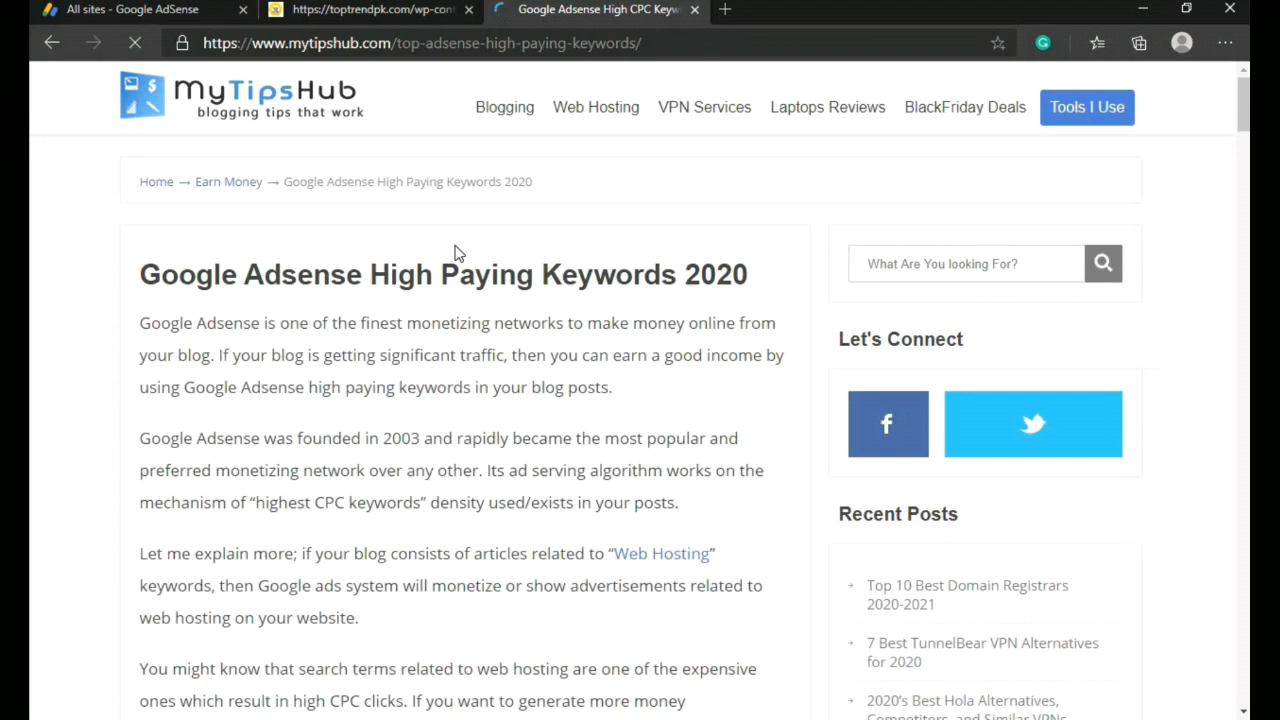 All sites - Google AdSense
https://toptrendpk.com/wp-cont
Google Adsense High CPC Keyw
https://www.mytipshub.com/top-adsense-high-paying-keywords/
MyTipsHub
blogging tips that work
Blogging
Web Hosting
VPN Services
Laptops Reviews
BlackFriday Deals
Tools I Use
Home → Earn Money → Google Adsense High Paying Keywords 2020
Google Adsense High Paying Keywords 2020
Google Adsense is one of the finest monetizing networks to make money online from
your blog. If your blog is getting significant traffic, then you can earn a good income by
using Google Adsense high paying keywords in your blog posts.
Google Adsense was founded in 2003 and rapidly became the most popular and
preferred monetizing network over any other. Its ad serving algorithm works on the
mechanism of “highest CPC keywords” density used/exists in your posts.
Let me explain more; if your blog consists of articles related to “Web Hosting”
keywords, then Google ads system will monetize or show advertisements related to
web hosting on your website.
You might know that search terms related to web hosting are one of the expensive
ones which result in high CPC clicks. If you want to generate more money
What Are You looking For?
Let's Connect
Recent Posts
Top 10 Best Domain Registrars
2020-2021
7 Best TunnelBear VPN Alternatives
for 2020
2020's Best Hola Alternatives,
Competitors, and Similar VPNs